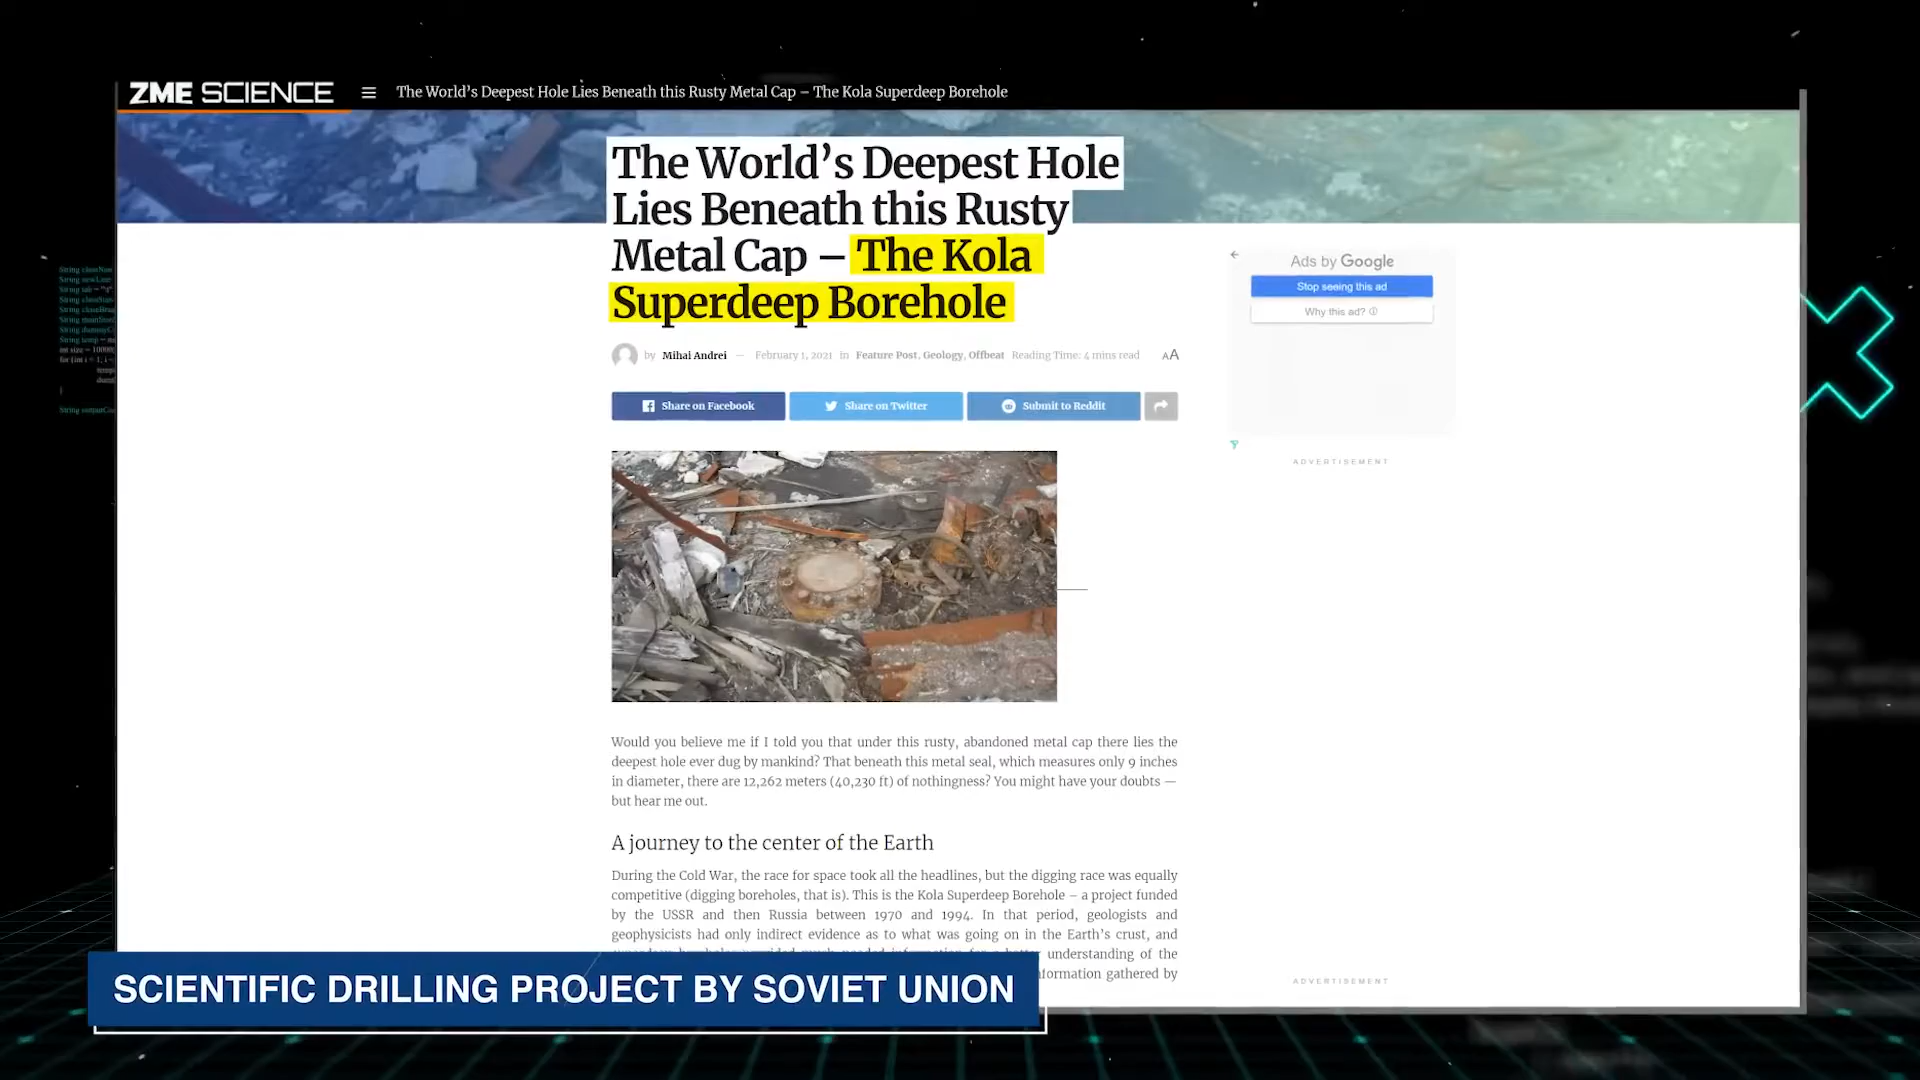 ZME SCIENCE
The World's Deepest Hole Lies Beneath this Rusty Metal Cap – The Kola Superdeep Borehole
The World's Deepest Hole
Lies Beneath this Rusty
Metal Cap – The Kola
Superdeep Borehole
by Mihai Andrei — February 1, 2021 in Feature Post, Geology, Offbeat Reading Time: 4 mins read AA
Share on Facebook
Share on Twitter
Submit to Reddit
Ads by Google
Stop seeing this ad
Why this ad?
ADVERTISEMENT
Would you believe me if I told you that under this rusty, abandoned metal cap there lies the
deepest hole ever dug by mankind? That beneath this metal seal, which measures only 9 inches
in diameter, there are 12,262 meters (40,230 ft) of nothingness? You might have your doubts —
but hear me out.
A journey to the center of the Earth
During the Cold War, the race for space took all the headlines, but the digging race was equally
competitive (digging boreholes, that is). This is the Kola Superdeep Borehole – a project funded
by the USSR and then Russia between 1970 and 1994. In that period, geologists and
geophysicists had only indirect evidence as to what was going on in the Earth's crust, and
understanding of the
gathered by
ADVERTISEMENT
SCIENTIFIC DRILLING PROJECT BY SOVIET UNION